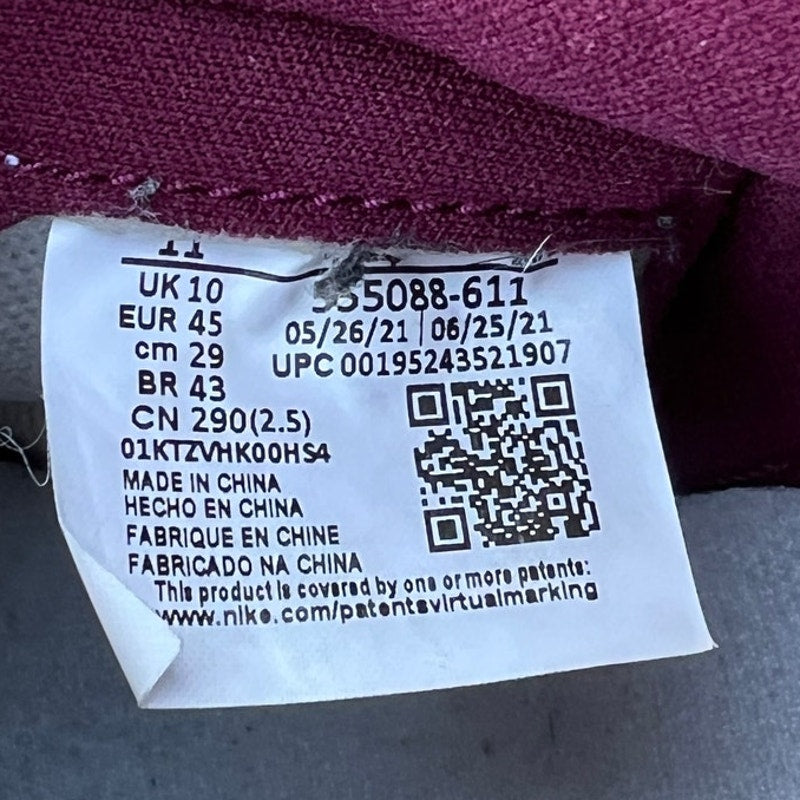 11
UK 10
EUR 45
cm 29
BR 43
CN 290(2.5)
555088-611
05/26/21 06/25/21
UPC 00195243521907
01KTZVHK00HS4
MADE IN CHINA
HECHO EN CHINA
FABRIQUE EN CHINE
FABRICADO NA CHINA
This product is covered by one or more patents:
www.nike.com/patentsvirtualmarking